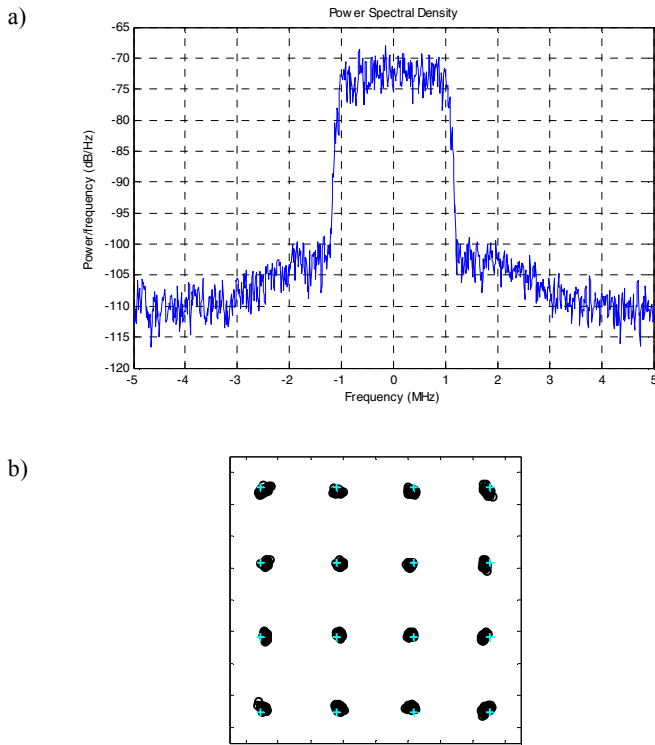 a)
Power Spectral Density
-65
-70
-75
-80
-85
-90
-95
-100
-105
-110
-115
-120
Power/frequency (dB/Hz)
-5 -4 -3 -2 -1 0 1 2 3 4 5
Frequency (MHz)
b)